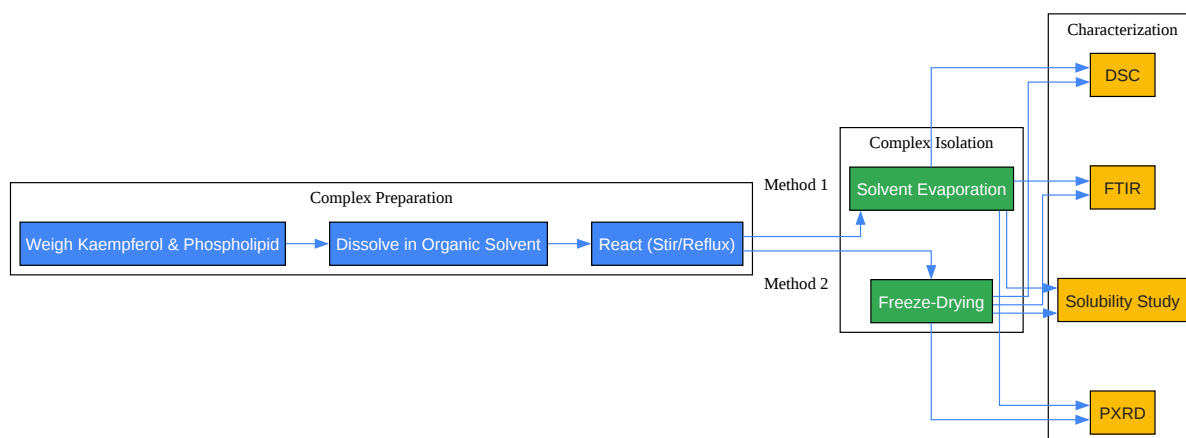 Complex Preparation
Weigh Kaempferol & Phospholipid
Dissolve in Organic Solvent
React (Stir/Reflux)
Method 1
Method 2
Complex Isolation
Solvent Evaporation
Freeze-Drying
Characterization
DSC
FTIR
Solubility Study
PXRD